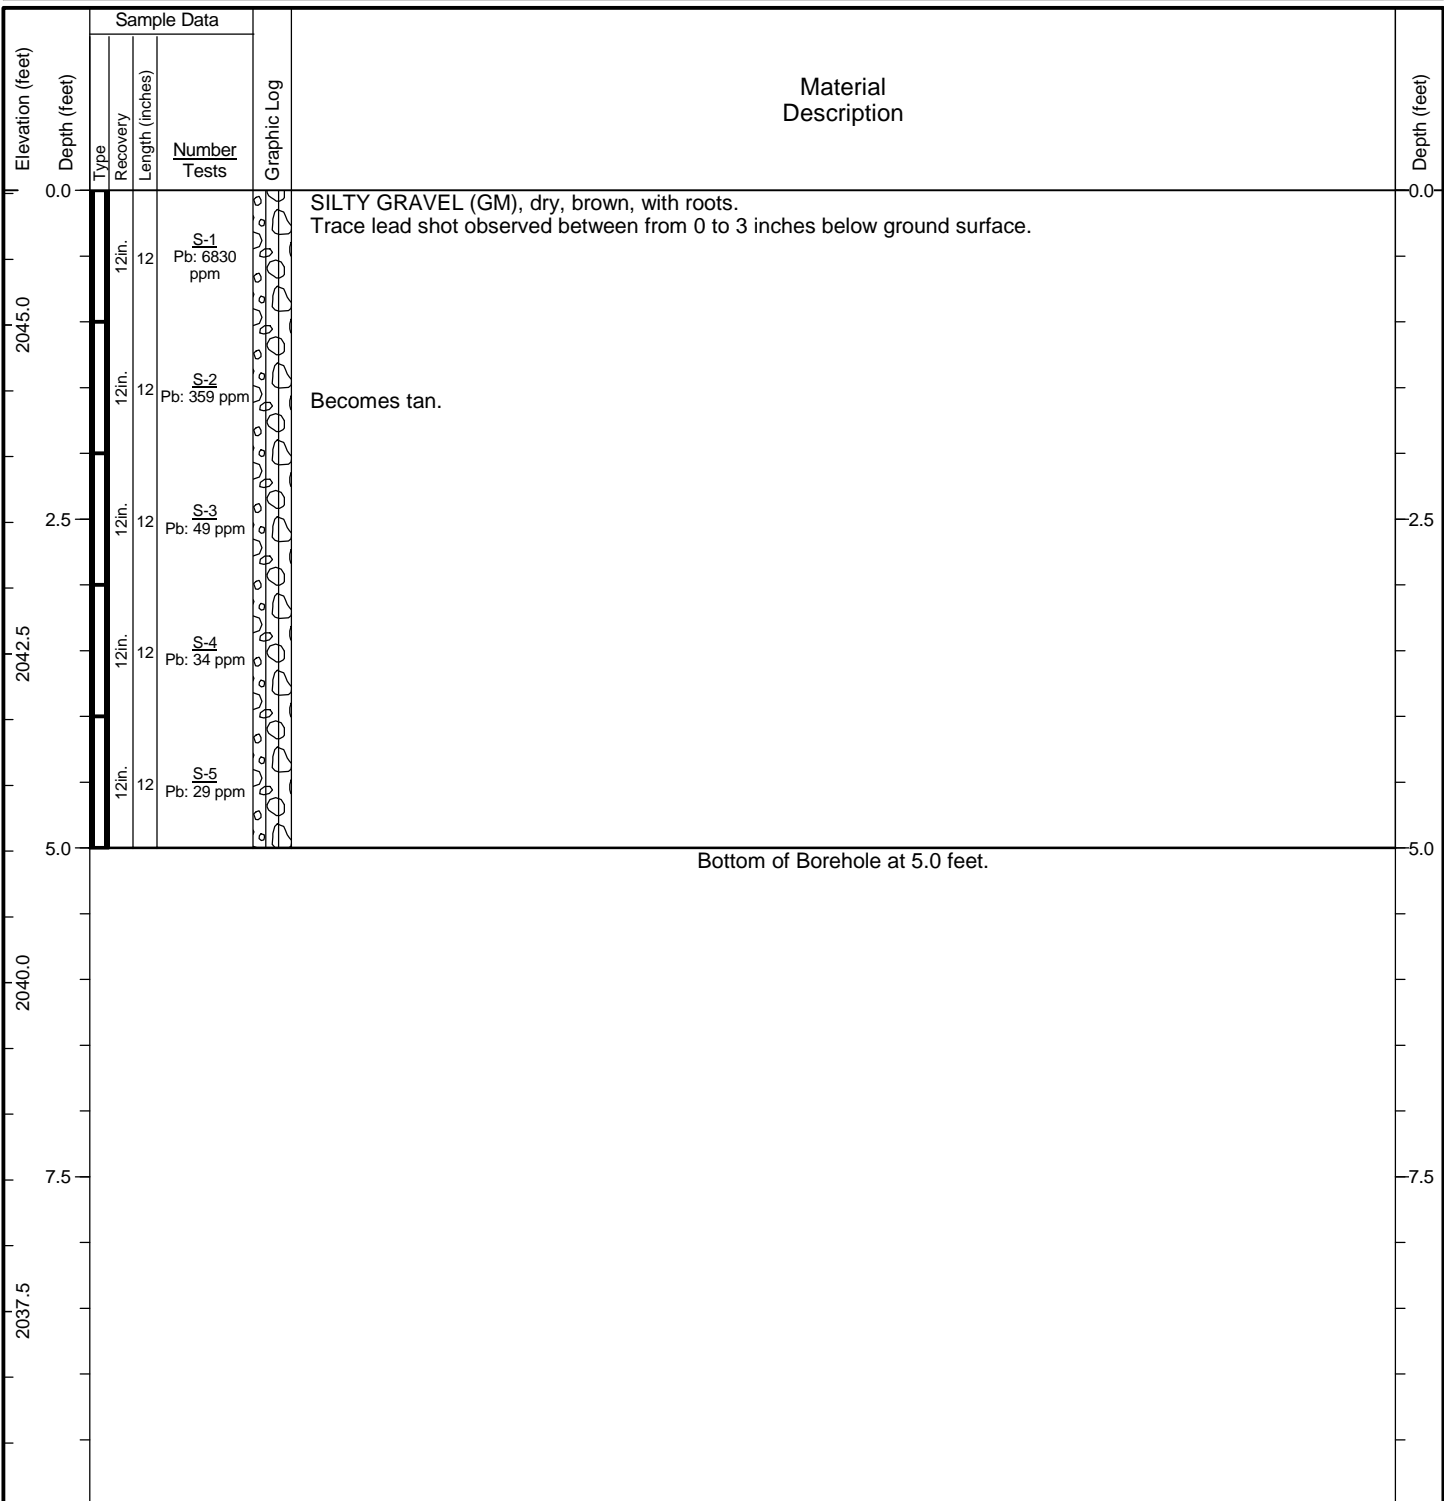 Sample Data
Elevation (feet)
Depth (feet)
Type
Recovery
Length (inches)
Number
Tests
Graphic Log
Material
Description
Depth (feet)
0.0
0.0
SILTY GRAVEL (GM), dry, brown, with roots.
Trace lead shot observed between from 0 to 3 inches below ground surface.
12in.
12
S-1
Pb: 6830
ppm
2045.0
12in.
12
S-2
Pb: 359 ppm
Becomes tan.
2.5
12in.
12
S-3
Pb: 49 ppm
2.5
2042.5
12in.
12
S-4
Pb: 34 ppm
12in.
12
S-5
Pb: 29 ppm
5.0
5.0
Bottom of Borehole at 5.0 feet.
2040.0
7.5
7.5
2037.5